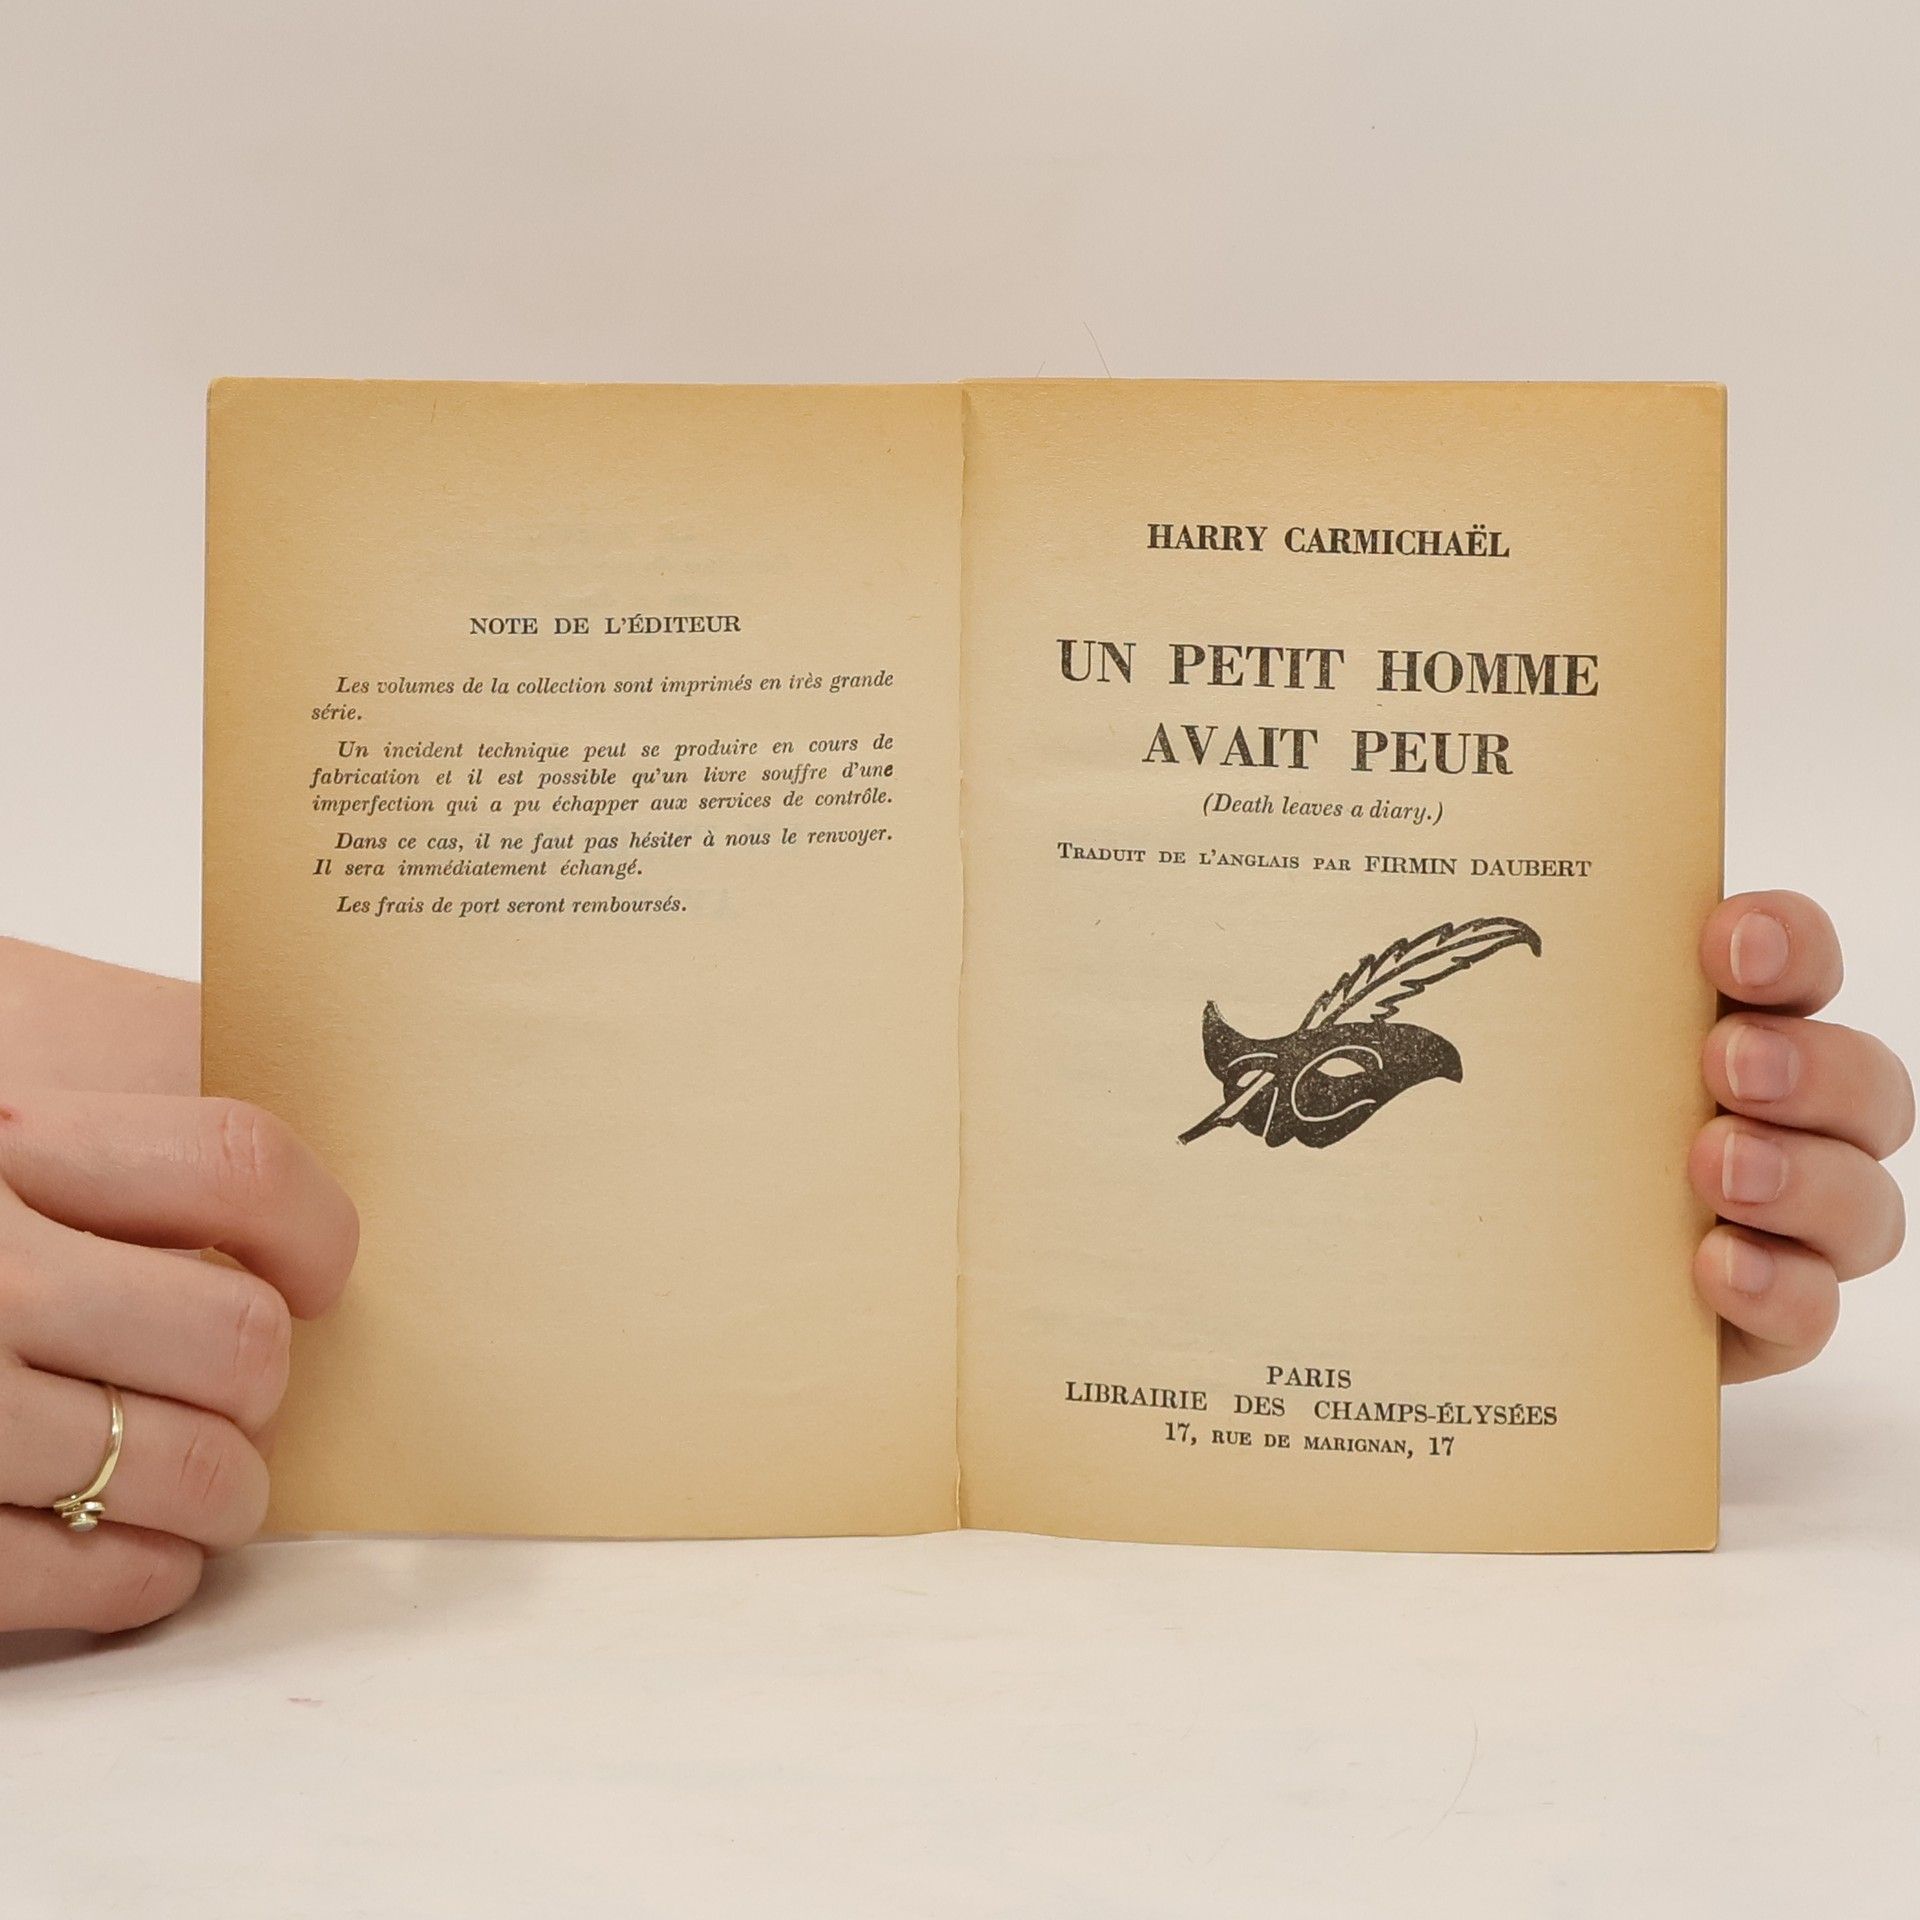 NOTE DE L'ÉDITEUR
Les volumes de la collection sont imprimés en très grande
série.
Un incident technique peut se produire en cours de
fabrication et il est possible qu'un livre souffre d'une
imperfection qui a pu échapper aux services de contrôle.
Dans ce cas, il ne faut pas hésiter à nous le renvoyer.
Il sera immédiatement échangé.
Les frais de port seront remboursés.
HARRY CARMICHAËL
UN PETIT HOMME
AVAIT PEUR
(Death leaves a diary.)
TRADUIT DE L'ANGLAIS PAR FIRMIN DAUBERT
PARIS
LIBRAIRIE DES CHAMPS-ÉLYSÉES
17, RUE DE MARIGNAN, 17